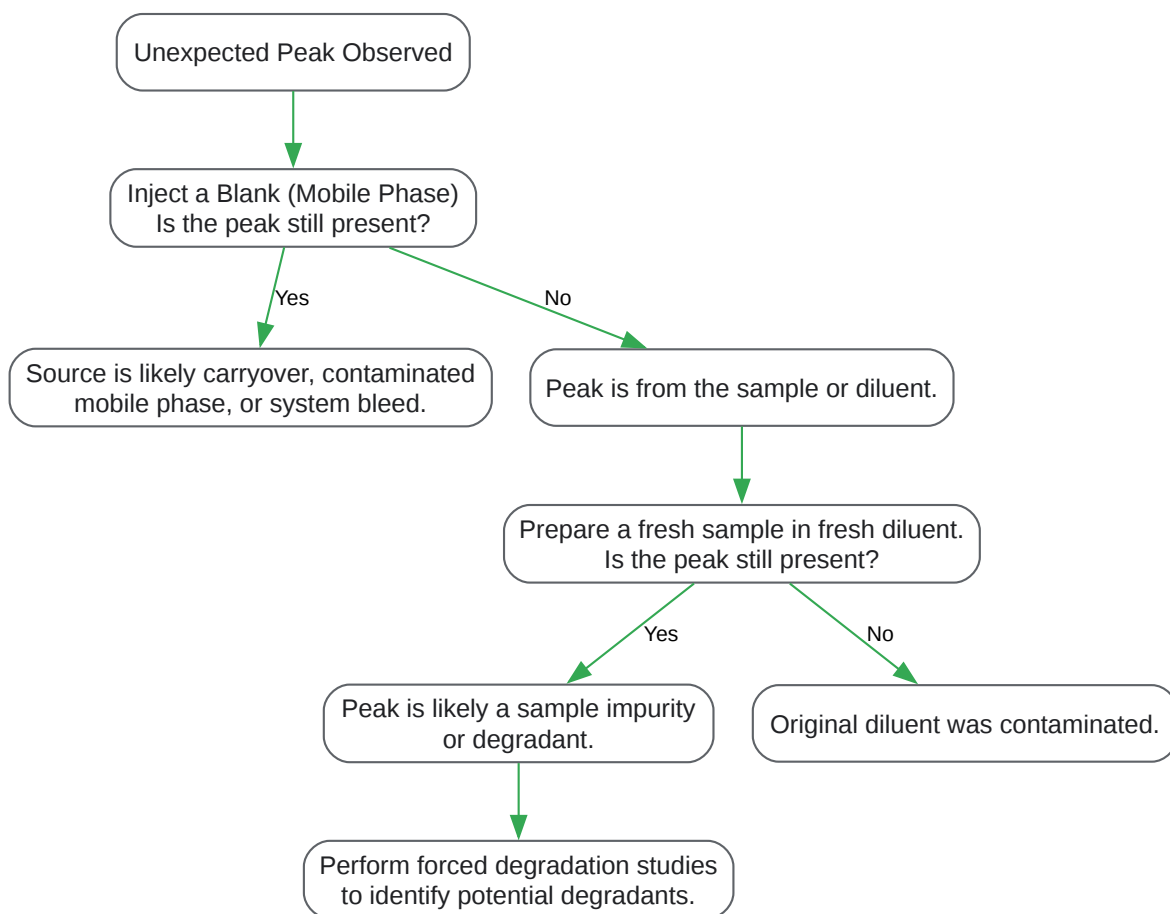 Unexpected Peak Observed
Inject a Blank (Mobile Phase)
Is the peak still present?
Yes
No
Source is likely carryover, contaminated
mobile phase, or system bleed.
Peak is from the sample or diluent.
Prepare a fresh sample in fresh diluent.
Is the peak still present?
Yes
No
Peak is likely a sample impurity
or degradant.
Original diluent was contaminated.
Perform forced degradation studies
to identify potential degradants.